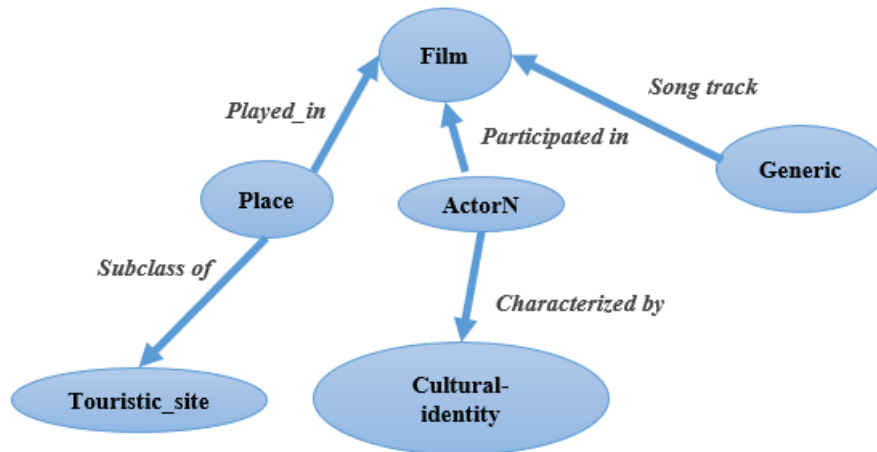 Film
Song track
Played_in
Participated in
Generic
Place
ActorN
Subclass of
Characterized by
Touristic_site
Cultural-
identity